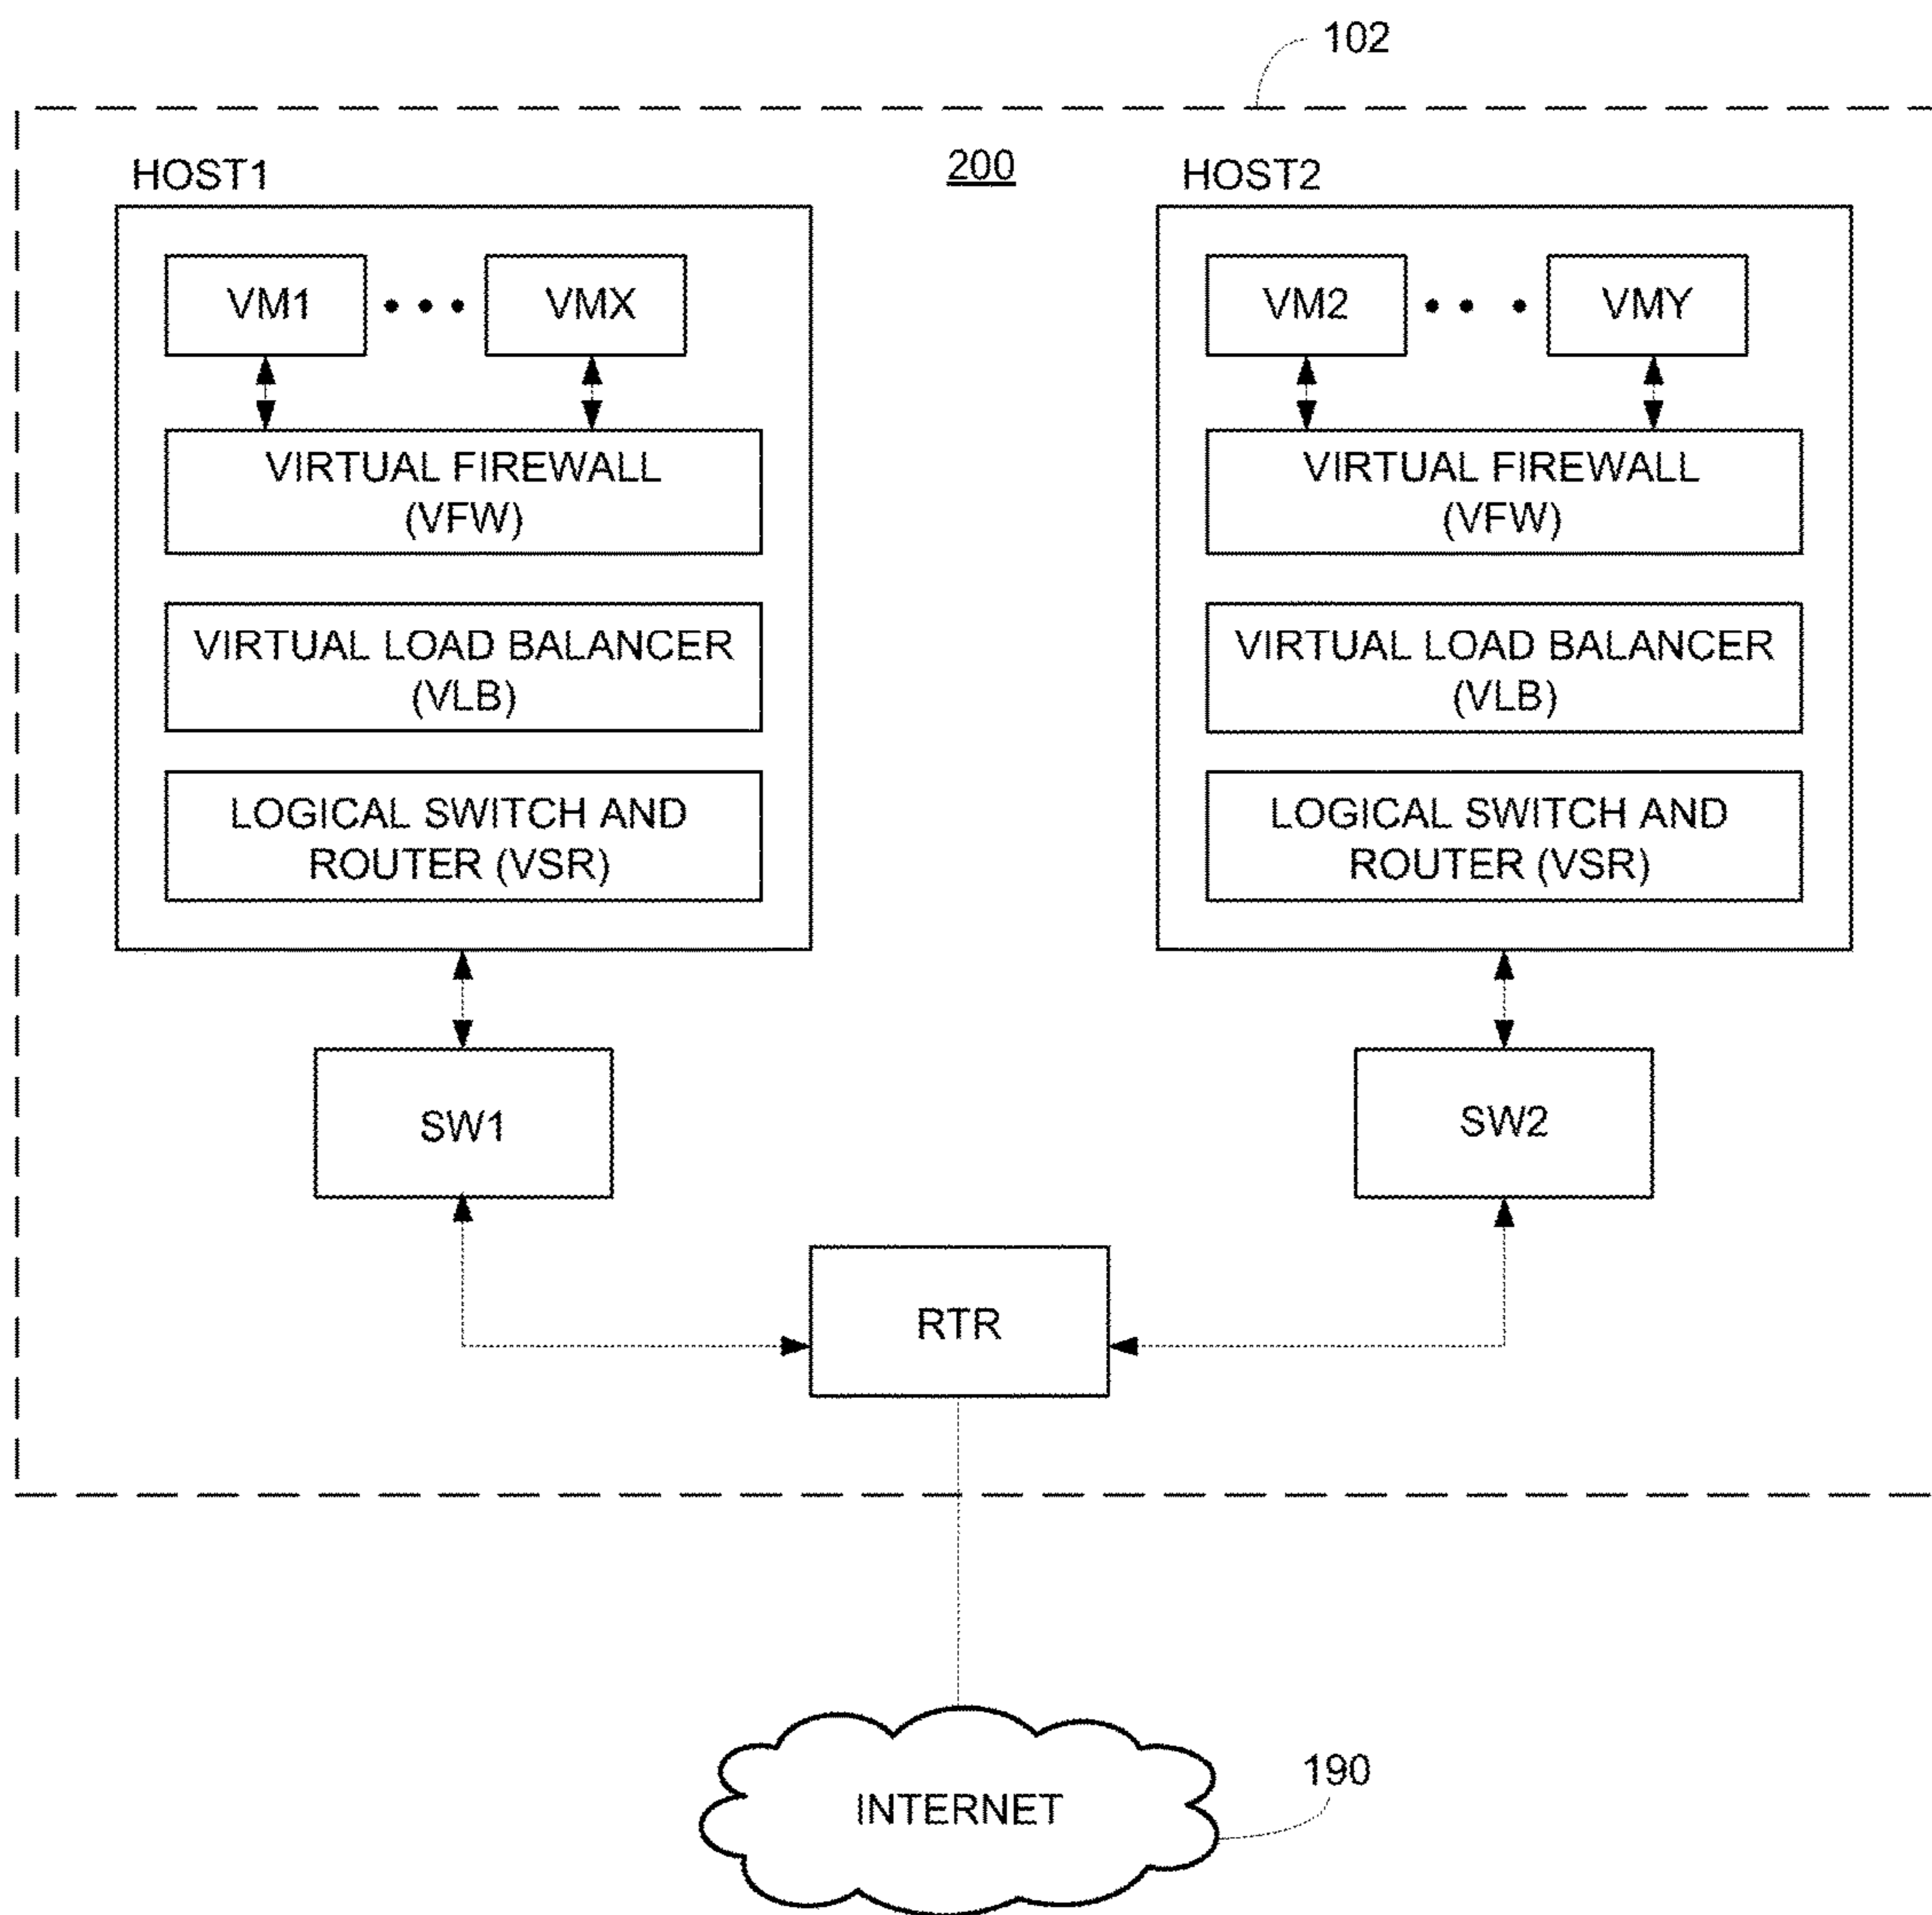 102
200
HOST1
HOST2
VM1
VMX
VM2
VMY
VIRTUAL FIREWALL
(VFW)
VIRTUAL FIREWALL
(VFW)
VIRTUAL LOAD BALANCER
(VLB)
VIRTUAL LOAD BALANCER
(VLB)
LOGICAL SWITCH AND
ROUTER (VSR)
LOGICAL SWITCH AND
ROUTER (VSR)
SW1
SW2
RTR
190
INTERNET